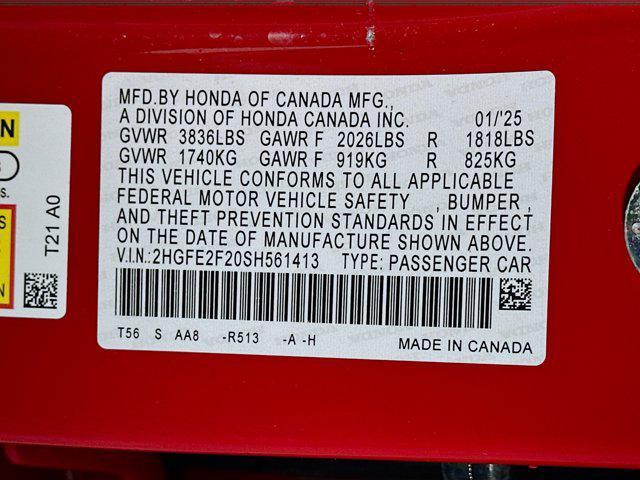 MFD.BY HONDA OF CANADA MFG.,
A DIVISION OF HONDA CANADA INC. 01/'25
GVWR 3836LBS GAWR F 2026LBS R 1818LBS
GVWR 1740KG GAWR F 919KG R 825KG
THIS VEHICLE CONFORMS TO ALL APPLICABLE
FEDERAL MOTOR VEHICLE SAFETY , BUMPER ,
AND THEFT PREVENTION STANDARDS IN EFFECT
ON THE DATE OF MANUFACTURE SHOWN ABOVE.
V.I.N.:2HGFE2F20SH561413 TYPE: PASSENGER CAR
T56 S AA8 -R513 -A -H
MADE IN CANADA
T21 A0